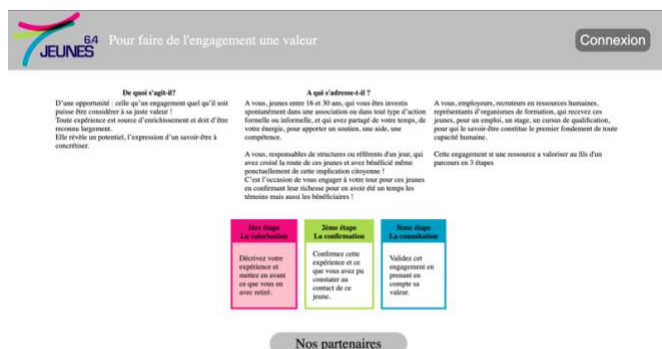 JEUNES 6.4
Pour faire de l'engagement une valeur
Connexion
De quoi s'agit-il?
D'une opportunité : celle qu'un engagement quel qu'il soit
puisse être considérer à sa juste valeur !
Toute expérience est source d'enrichissement et doit d'être
reconnu largement.
Elle révèle un potentiel, l'expression d'un savoir-être à
concrétiser.
A qui s'adresse-t-il ?
A vous, jeunes entre 16 et 30 ans, qui vous êtes investis
spontanément dans une association ou dans tout type d'action
formelle ou informelle, et qui avez partagé de votre temps, de
votre énergie, pour apporter un soutien, une aide, une
compétence.
A vous, responsables de structures ou référents d'un jour, qui
avez croisé la route de ces jeunes et avez bénéficié même
ponctuellement de cette implication citoyenne !
C'est l'occasion de vous engager à votre tour pour ces jeunes
en confirmant leur richesse pour en avoir été un temps les
témoins mais aussi les bénéficiaires !
A vous, employeurs, recruteurs en ressources humaines,
représentants d'organismes de formation, qui recevez ces
jeunes, pour un emploi, un stage, un cursus de qualification,
pour qui le savoir-être constitue le premier fondement de toute
capacité humaine.
Cette engagement si une ressource a valoriser au fils d'un
parcours en 3 étapes
1ère étape
La valorisation
Décrivez votre
expérience et
mettez en avant
ce que vous en
avez retiré.
2ème étape
La confirmation
Confirmez cette
expérience et ce
que vous avez pu
constater au
contact de ce
jeune.
3ème étape
La consultation
Validez cet
engagement en
prenant en
compte sa
valeur.
Nos partenaires